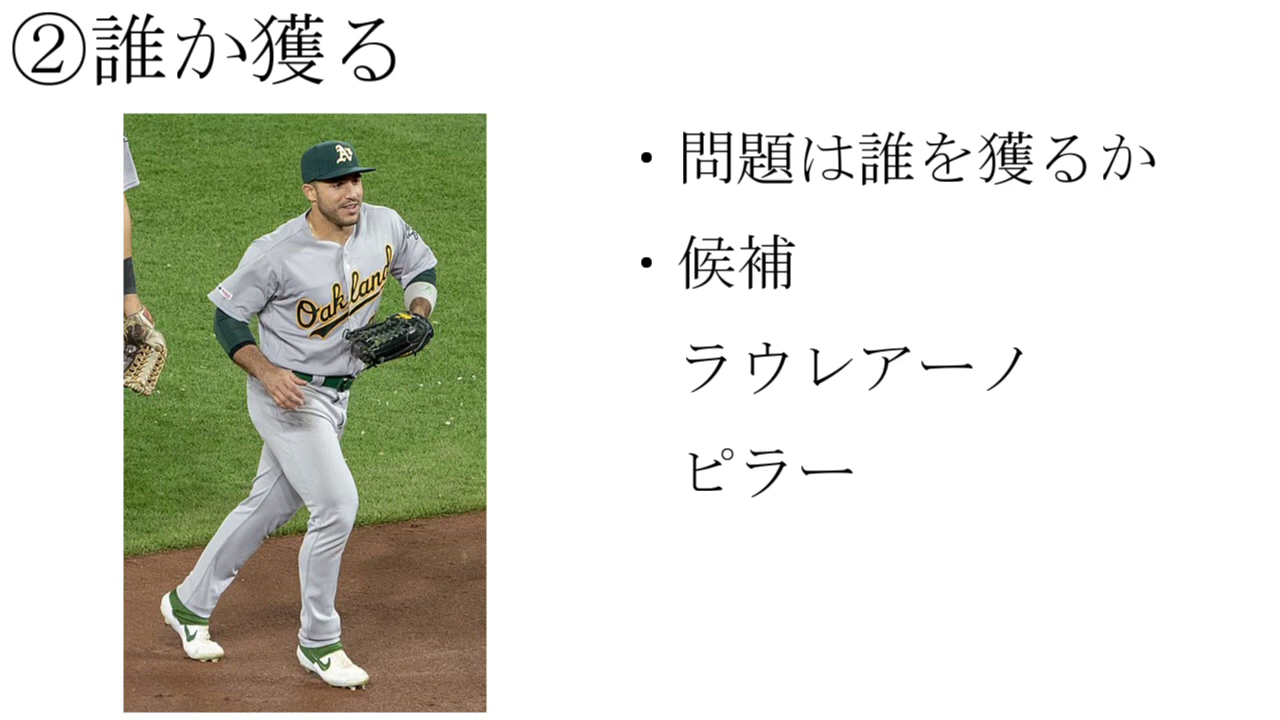 ②誰か獲る
・問題は誰を獲るか
・候補
ラウレアーノ
ピラー
Oakland